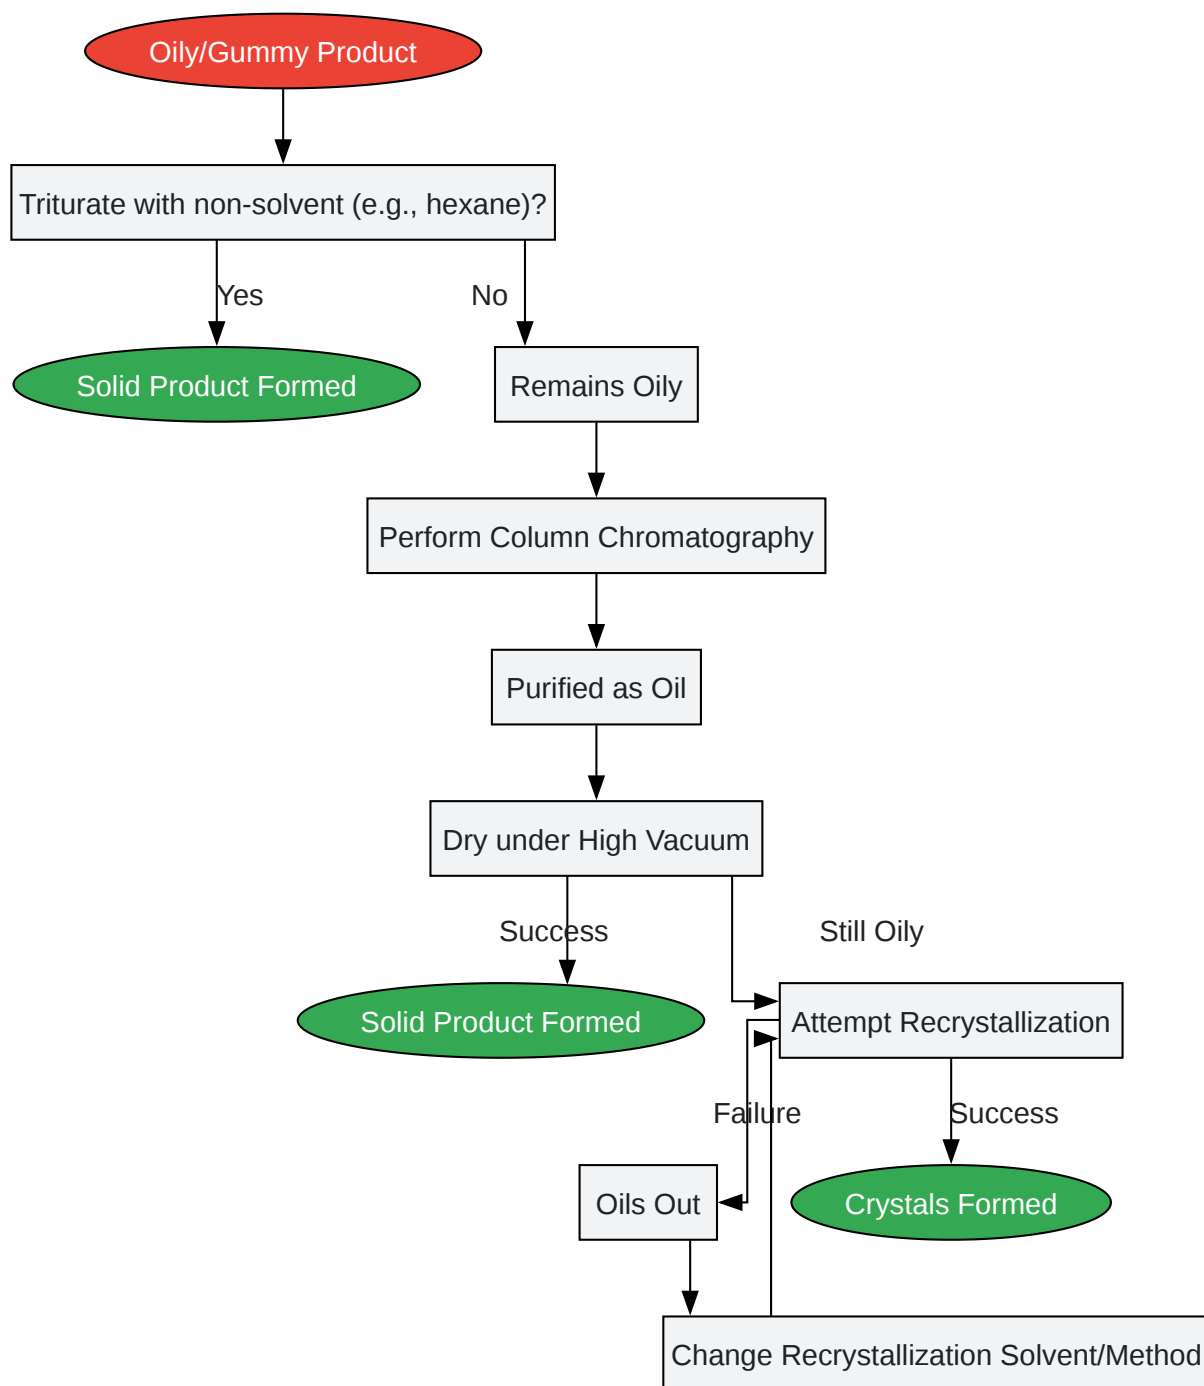 Oily/Gummy Product
Triturate with non-solvent (e.g., hexane)?
Yes
No
Solid Product Formed
Remains Oily
Perform Column Chromatography
Purified as Oil
Dry under High Vacuum
Success
Still Oily
Solid Product Formed
Attempt Recrystallization
Failure
Success
Oils Out
Crystals Formed
Change Recrystallization Solvent/Method